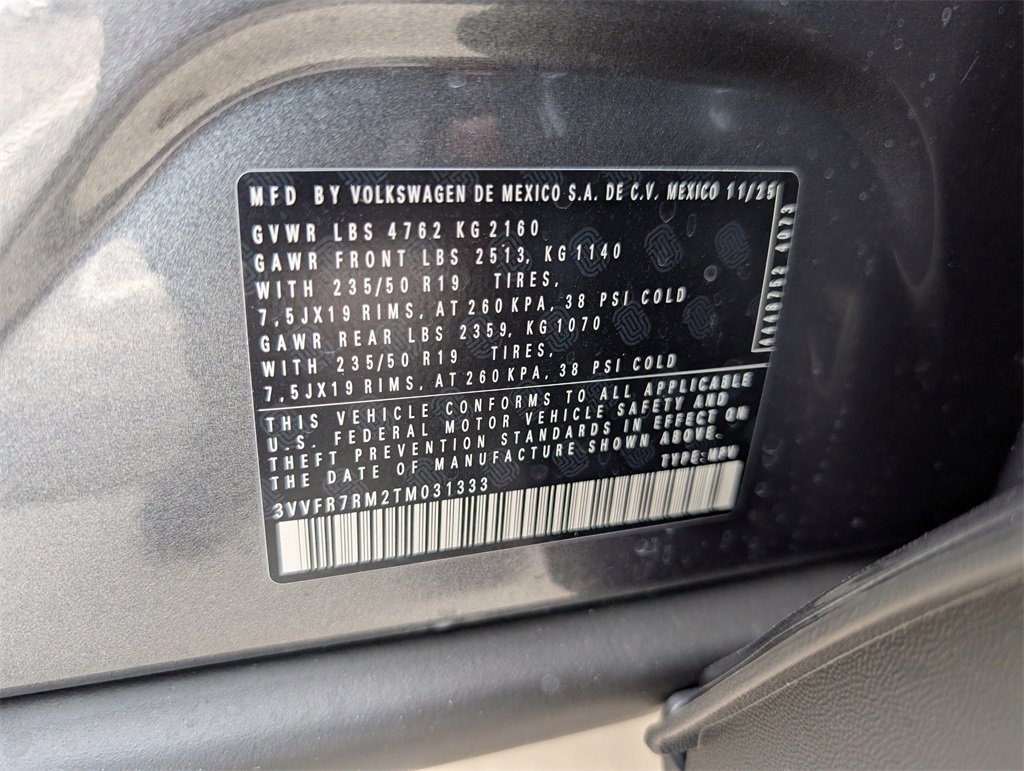 MFD BY VOLKSWAGEN DE MEXICO S.A. DE C.V. MEXICO 11/25
GVWR LBS 4762 KG 2160
GAWR FRONT LBS 2513, KG 1140
WITH 235/50 R19 TIRES,
7,5JX19 RIMS, AT 260 KPA, 38 PSI COLD
GAWR REAR LBS 2359, KG 1070
WITH 235/50 R19 TIRES,
7,5JX19 RIMS, AT 260 KPA, 38 PSI COLD
THIS VEHICLE CONFORMS TO ALL APPLICABLE
U.S. FEDERAL MOTOR VEHICLE SAFETY AND
THEFT PREVENTION STANDARDS IN EFFECT ON
THE DATE OF MANUFACTURE SHOWN ABOVE.
TYPE:
3VVFR7RM2TM031333